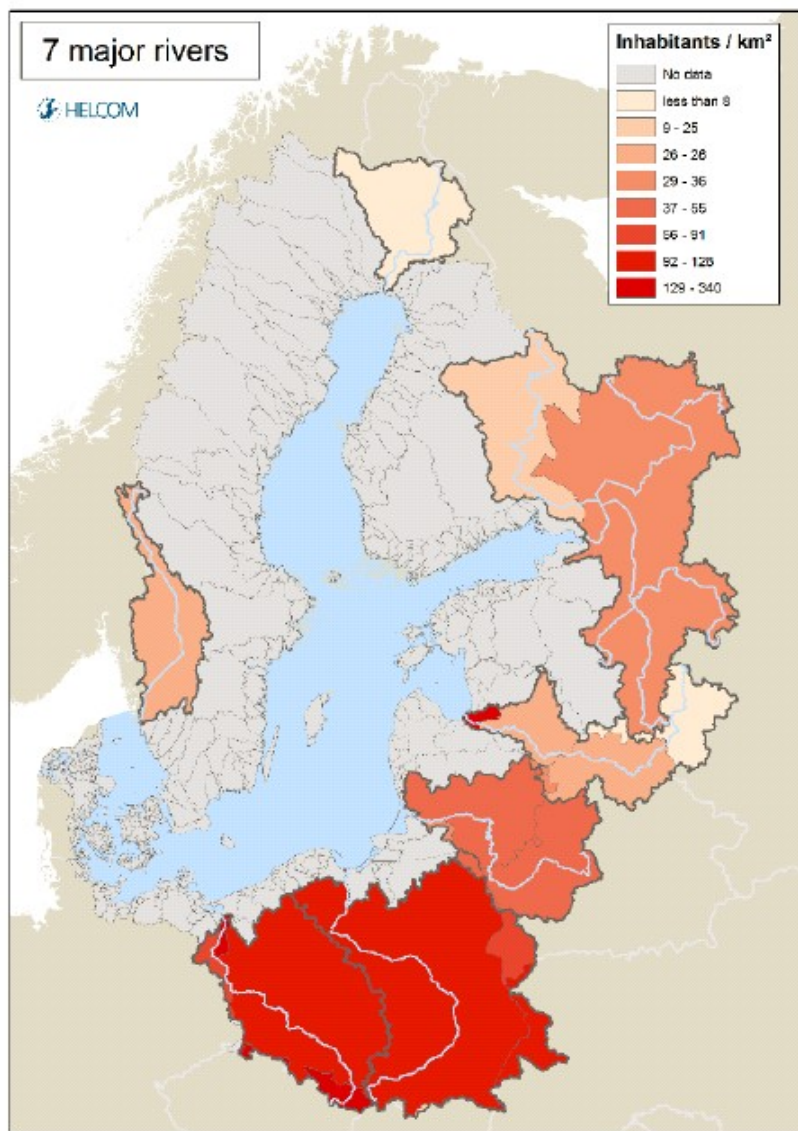 7 major rivers
HELCOM
Inhabitants / km²
No data
less than 8
9 - 25
26 - 28
29 - 36
37 - 55
56 - 91
92 - 128
129 - 340